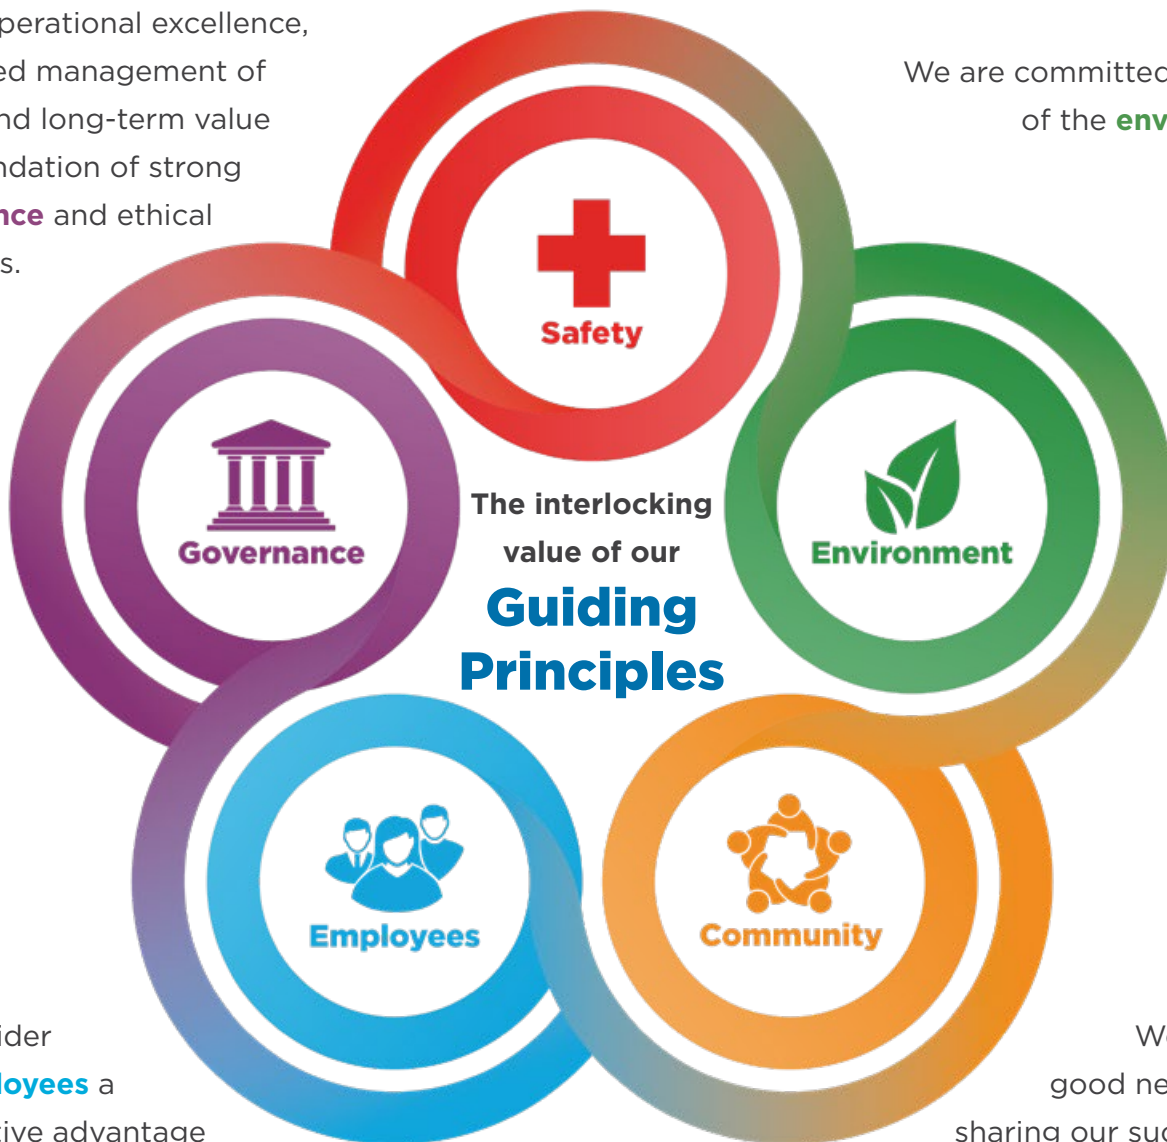 perational excellence,
ed management of
nd long-term value
ndation of strong
nce and ethical
s.
We are committed
of the env
Safety
Governance
Environment
The interlocking
value of our
Guiding
Principles
Employees
Community
ider
loyees a
tive advantage
We
good ne
sharing our suc